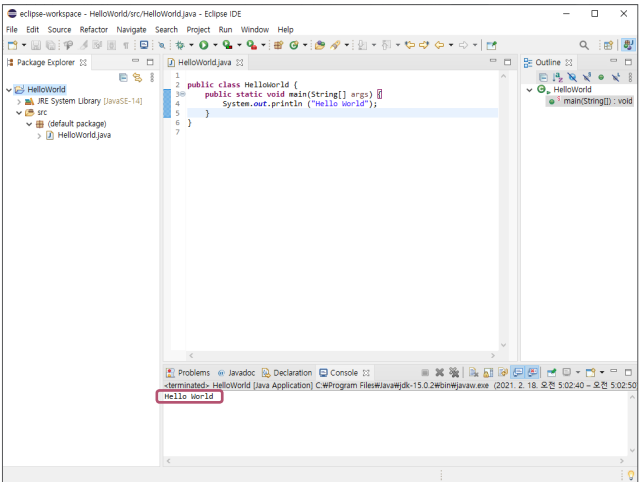 eclipse-workspace - HelloWorld/src/HelloWorld.java - Eclipse IDE
File Edit Source Refactor Navigate Search Project Run Window Help
Package Explorer
HelloWorld
JRE System Library [JavaSE-14]
src
(default package)
HelloWorld.java
HelloWorld.java
1
2 public class HelloWorld {
3 public static void main(String[] args) {
4 System.out.println ("Hello World");
5 }
6 }
7
Outline
HelloWorld
main(String[]) : void
Problems Javadoc Declaration Console
<terminated> HelloWorld [Java Application] C:₩Program Files₩Java₩jdk-15.0.2₩bin₩javaw.exe (2021. 2. 18. 오전 5:02:40 – 오전 5:02:50
Hello World